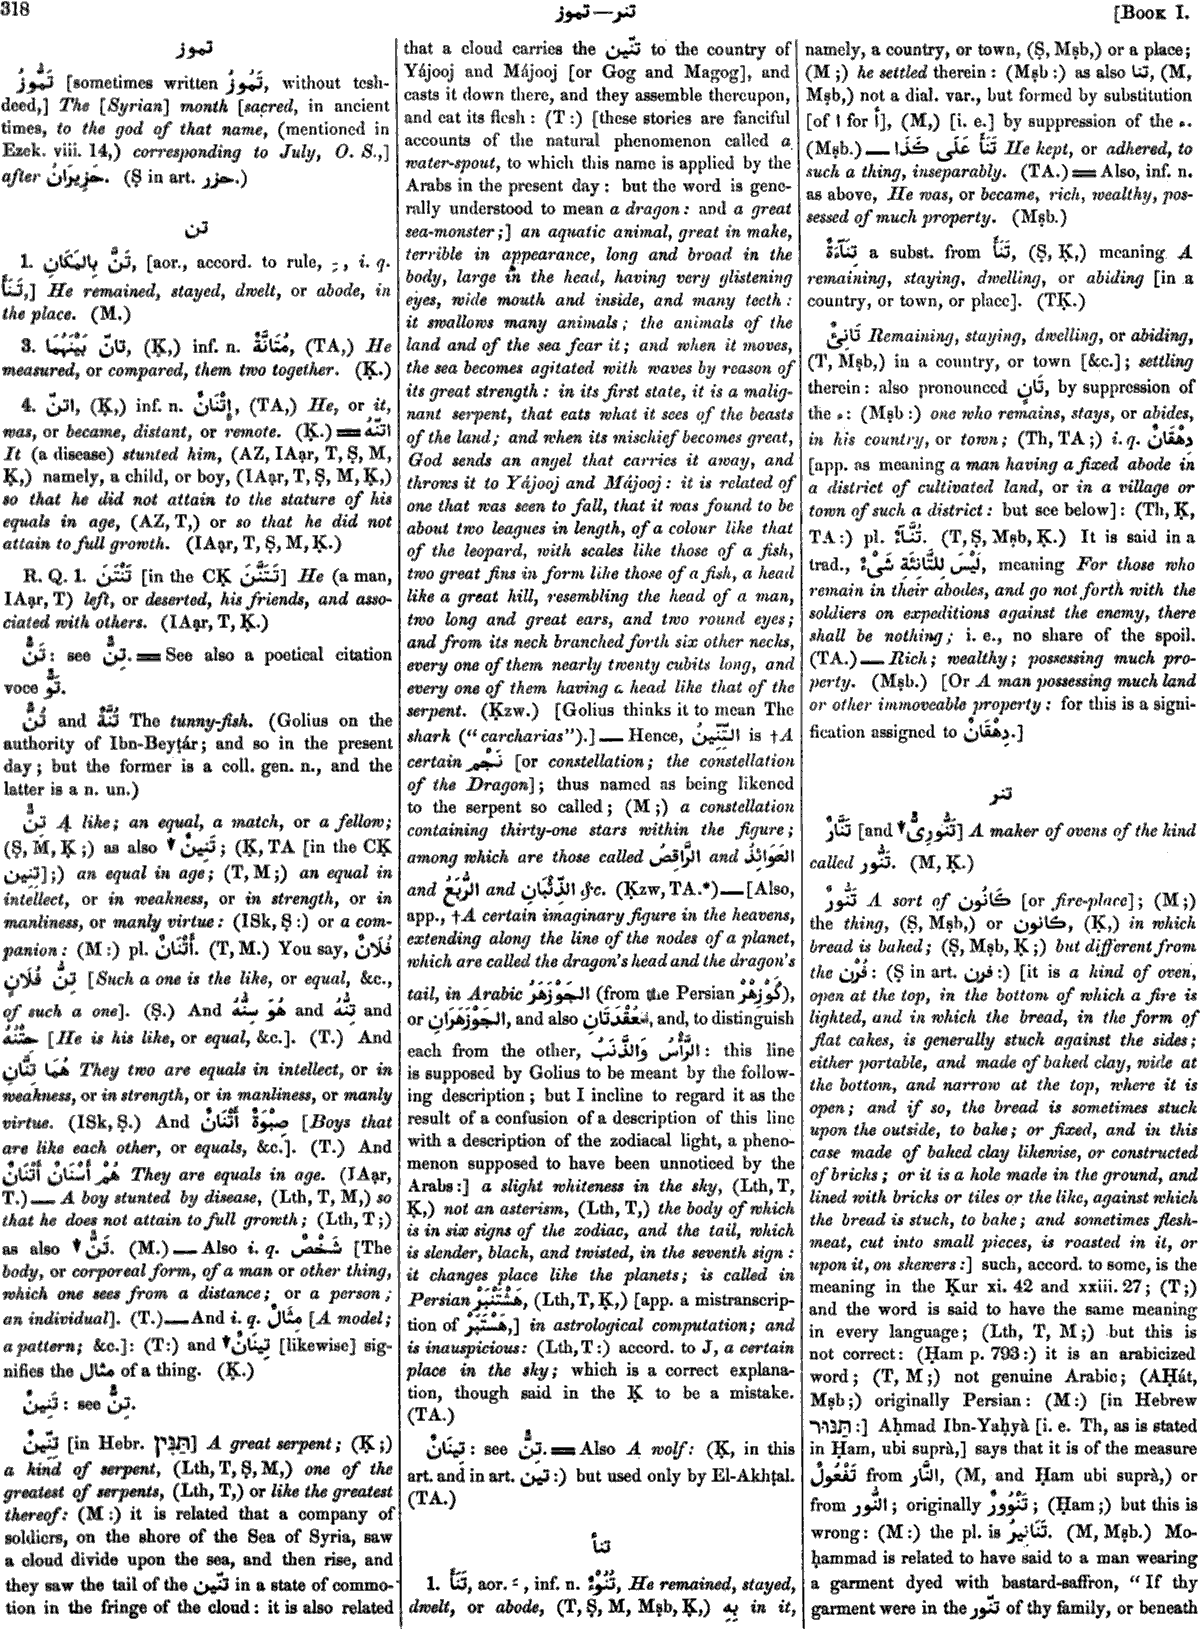 318
تنر—تموز
[BOOK I.
تموز
تَمُّوزُ [sometimes written تَمُوزُ, without tesh-
deed,] The [Syrian] month [sacred, in ancient
times, to the god of that name, (mentioned in
Ezek. viii. 14,) corresponding to July, O. S.,]
after حَزِيرَانُ. (Ṣ in art. حزر.)
تن
1. تَنَّ بِالمَكَانِ, [aor., accord. to rule, ـِ, i. q.
تَنَأَ,] He remained, stayed, dwelt, or abode, in
the place. (M.)
3. تَانَّ بَيْنَهُمَا, (Ḳ,) inf. n. مُتَانَّةٌ, (TA,) He
measured, or compared, them two together. (Ḳ.)
4. اتنّ, (Ḳ,) inf. n. إِتْنَانٌ, (TA,) He, or it,
was, or became, distant, or remote. (Ḳ.) ══ اتنّهُ
It (a disease) stunted him, (AZ, IAạr, T, Ṣ, M,
Ḳ,) namely, a child, or boy, (IAạr, T, Ṣ, M, Ḳ,)
so that he did not attain to the stature of his
equals in age, (AZ, T,) or so that he did not
attain to full growth. (IAạr, T, Ṣ, M, Ḳ.)
R. Q. 1. تَنْتَنَ [in the CḲ تَتَنَّنَ] He (a man,
IAạr, T) left, or deserted, his friends, and asso-
ciated with others. (IAạr, T, Ḳ.)
تَنٌّ: see تِنٌّ. ══ See also a poetical citation
voce تَوٌّ.
تُنٌّ and تُنَّةٌ The tunny-fish. (Golius on the
authority of Ibn-Beyṭár; and so in the present
day; but the former is a coll. gen. n., and the
latter is a n. un.)
تِنٌّ A like; an equal, a match, or a fellow;
(Ṣ, M, Ḳ;) as also ▼ تَنِينٌ; (Ḳ, TA [in the CḲ
تِنين];) an equal in age; (T, M;) an equal in
intellect, or in weakness, or in strength, or in
manliness, or manly virtue: (ISk, Ṣ:) or a com-
panion: (M:) pl. أَتْنَانٌ. (T, M.) You say, فُلَانٌ
تِنُّ فُلَانٍ [Such a one is the like, or equal, &c.,
of such a one]. (Ṣ.) And هُوَ سِنُّهُ and تِنُّهُ and
حِتْنُهُ [He is his like, or equal, &c.]. (T.) And
هُمَا تِنَّانِ They two are equals in intellect, or in
weakness, or in strength, or in manliness, or manly
virtue. (ISk, Ṣ.) And صِبْوَةٌ أَتْنَانٌ [Boys that
are like each other, or equals, &c.]. (T.) And
هُمْ أَسْنَانٌ أَتْنَانٌ They are equals in age. (IAạr,
T.) — A boy stunted by disease, (Lth, T, M,) so
that he does not attain to full growth; (Lth, T;)
as also ▼ تَنٌّ. (M.) — Also i. q. شَخْصٌ [The
body, or corporeal form, of a man or other thing,
which one sees from a distance; or a person;
an individual]. (T.) — And i. q. مِثَالٌ [A model;
a pattern; &c.]: (T:) and ▼ تِينَانٌ [likewise] sig-
nifies the مثال of a thing. (Ḳ.)
تَنِينٌ: see تِنٌّ.
تِنِّينٌ [in Hebr. תַּנִּין] A great serpent; (Ḳ;)
a kind of serpent, (Lth, T, Ṣ, M,) one of the
greatest of serpents, (Lth, T,) or like the greatest
thereof: (M:) it is related that a company of
soldiers, on the shore of the Sea of Syria, saw
a cloud divide upon the sea, and then rise, and
they saw the tail of the تنّين in a state of commo-
tion in the fringe of the cloud: it is also related
that a cloud carries the تنّين to the country of
Yájooj and Májooj [or Gog and Magog], and
casts it down there, and they assemble thereupon,
and eat its flesh: (T:) [these stories are fanciful
accounts of the natural phenomenon called a
water-spout, to which this name is applied by the
Arabs in the present day: but the word is gene-
rally understood to mean a dragon: and a great
sea-monster;] an aquatic animal, great in make,
terrible in appearance, long and broad in the
body, large in the head, having very glistening
eyes, wide mouth and inside, and many teeth:
it swallows many animals; the animals of the
land and of the sea fear it; and when it moves,
the sea becomes agitated with waves by reason of
its great strength: in its first state, it is a malig-
nant serpent, that eats what it sees of the beasts
of the land; and when its mischief becomes great,
God sends an angel that carries it away, and
throws it to Yájooj and Májooj: it is related of
one that was seen to fall, that it was found to be
about two leagues in length, of a colour like that
of the leopard, with scales like those of a fish,
two great fins in form like those of a fish, a head
like a great hill, resembling the head of a man,
two long and great ears, and two round eyes;
and from its neck branched forth six other necks,
every one of them nearly twenty cubits long, and
every one of them having a head like that of the
serpent. (Ḳzw.) [Golius thinks it to mean The
shark ("carcharias").] — Hence, التِّنِّينُ is †A
certain نَجْم [or constellation; the constellation
of the Dragon]; thus named as being likened
to the serpent so called; (M;) a constellation
containing thirty-one stars within the figure;
among which are those called العَوَائِذُ and الرَّاقِصُ
and الرُّبَعُ and الذِّئْبَانِ &c. (Ḳzw, TA.*) — [Also,
app., †A certain imaginary figure in the heavens,
extending along the line of the nodes of a planet,
which are called the dragon's head and the dragon's
tail, in Arabic الجَوْزَهَرُ (from the Persian كَوْزَهْرْ),
or الجَوْزَهَرَانِ, and also العُقْدَتَانِ, and, to distinguish
each from the other, الرَّأْسُ وَالذَّنَبُ: this line
is supposed by Golius to be meant by the follow-
ing description; but I incline to regard it as the
result of a confusion of a description of this line
with a description of the zodiacal light, a pheno-
menon supposed to have been unnoticed by the
Arabs:] a slight whiteness in the sky, (Lth, T,
Ḳ,) not an asterism, (Lth, T,) the body of which
is in six signs of the zodiac, and the tail, which
is slender, black, and twisted, in the seventh sign:
it changes place like the planets; is called in
Persian هُشْتُنْبُرْ, (Lth, T, Ḳ,) [app. a mistranscrip-
tion of هَشْتْبَرْ,] in astrological computation; and
is inauspicious: (Lth, T:) accord. to J, a certain
place in the sky; which is a correct explana-
tion, though said in the Ḳ to be a mistake.
(TA.)
تِينَانٌ: see تِنٌّ. ══ Also A wolf: (Ḳ, in this
art. and in art. تين:) but used only by El-Akhṭal.
(TA.)
تنأ
1. تَنَأَ, aor. ـَ, inf. n. تُنُوْءٌ, He remained, stayed,
dwelt, or abode, (T, Ṣ, M, Mṣb, Ḳ,) بِهِ in it,
namely, a country, or town, (Ṣ, Mṣb,) or a place;
(M;) he settled therein: (Mṣb:) as also تنا, (M,
Mṣb,) not a dial. var., but formed by substitution
[of ا for أ], (M,) [i. e.] by suppression of the ء.
(Mṣb.) — تَنَأَ عَلَى كَذَا He kept, or adhered, to
such a thing, inseparably. (TA.) ══ Also, inf. n.
as above, He was, or became, rich, wealthy, pos-
sessed of much property. (Mṣb.)
تِنَآءَةٌ a subst. from تَنَأَ, (Ṣ, Ḳ,) meaning A
remaining, staying, dwelling, or abiding [in a
country, or town, or place]. (TḲ.)
تَانِئٌ Remaining, staying, dwelling, or abiding,
(T, Mṣb,) in a country, or town [&c.]; settling
therein: also pronounced تَانٍ, by suppression of
the ء: (Mṣb:) one who remains, stays, or abides,
in his country, or town; (Th, TA;) i. q. دِهْقَانٌ
[app. as meaning a man having a fixed abode in
a district of cultivated land, or in a village or
town of such a district: but see below]: (Th, Ḳ,
TA:) pl. تُنَّآءٌ. (T, Ṣ, Mṣb, Ḳ.) It is said in a
trad., لَيْسَ لِلتَّانِئَةِ شَىْءٌ, meaning For those who
remain in their abodes, and go not forth with the
soldiers on expeditions against the enemy, there
shall be nothing; i. e., no share of the spoil.
(TA.) — Rich; wealthy; possessing much pro-
perty. (Mṣb.) [Or A man possessing much land
or other immoveable property: for this is a signi-
fication assigned to دِهْقَانٌ.]
تنر
تَنَّارٌ [and ▼ تَنُّورِىٌّ] A maker of ovens of the kind
called تَنُّور. (M, Ḳ.)
تَنُّورٌ A sort of كَانُون [or fire-place]; (M;)
the thing, (Ṣ, Mṣb,) or كانون, (Ḳ,) in which
bread is baked; (Ṣ, Mṣb, Ḳ;) but different from
the فُرْن: (Ṣ in art. فرن:) [it is a kind of oven,
open at the top, in the bottom of which a fire is
lighted, and in which the bread, in the form of
flat cakes, is generally stuck against the sides;
either portable, and made of baked clay, wide at
the bottom, and narrow at the top, where it is
open; and if so, the bread is sometimes stuck
upon the outside, to bake; or fixed, and in this
case made of baked clay likewise, or constructed
of bricks; or it is a hole made in the ground, and
lined with bricks or tiles or the like, against which
the bread is stuck, to bake; and sometimes flesh-
meat, cut into small pieces, is roasted in it, or
upon it, on skewers:] such, accord. to some, is the
meaning in the Ḳur xi. 42 and xxiii. 27; (T;)
and the word is said to have the same meaning
in every language; (Lth, T, M;) but this is
not correct: (Ḥam p. 793:) it is an arabicized
word; (T, M;) not genuine Arabic; (AḤát,
Mṣb;) originally Persian: (M:) [in Hebrew
תַּנּוּר:] Aḥmad Ibn-Yaḥyà [i. e. Th, as is stated
in Ḥam, ubi suprà,] says that it is of the measure
تَفْعُولٌ from النَّار, (M, and Ḥam ubi suprà,) or
from النُّور; originally تَنْوُورٌ; (Ḥam;) but this is
wrong: (M:) the pl. is تَنَانِيرُ. (M, Mṣb.) Mo-
ḥammad is related to have said to a man wearing
a garment dyed with bastard-saffron, "If thy
garment were in the تنّور of thy family, or beneath